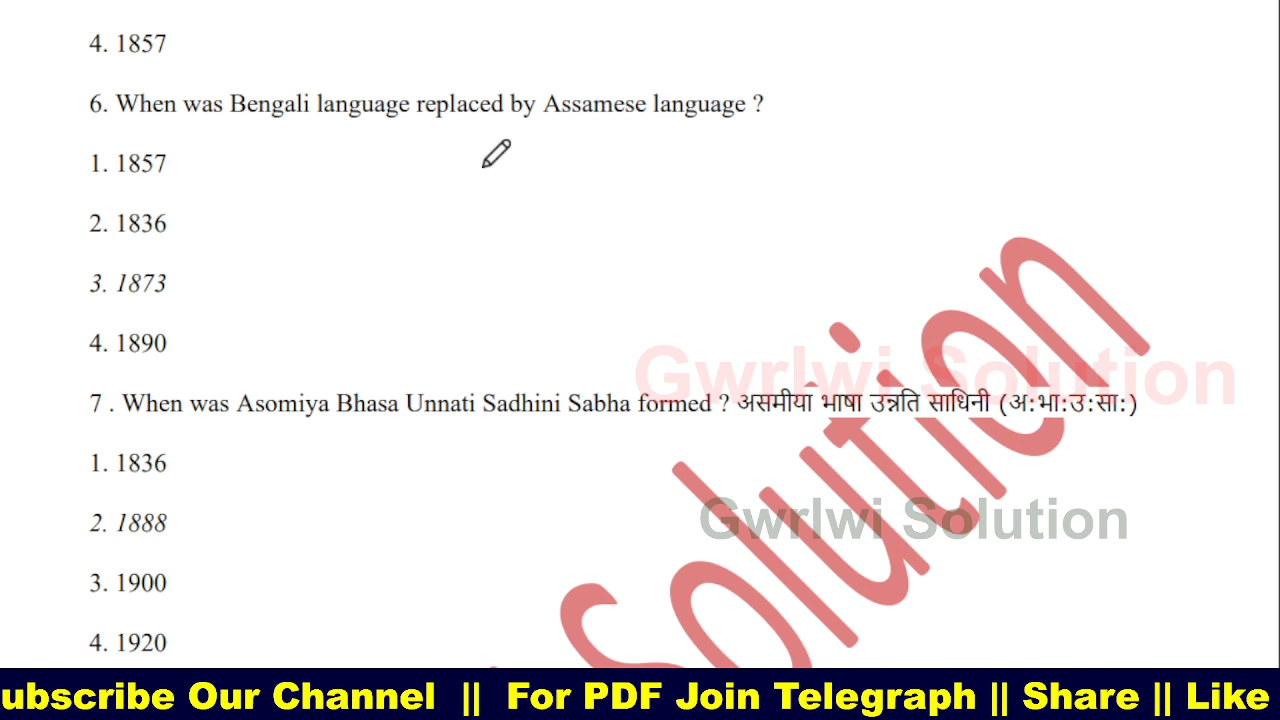 4. 1857
6. When was Bengali language replaced by Assamese language ?
1. 1857
2. 1836
3. 1873
4. 1890
7 . When was Asomiya Bhasa Unnati Sadhini Sabha formed ? असमीया भाषा उन्नति साधिनी (अ:भा:उ:सा:)
1. 1836
2. 1888
3. 1900
4. 1920
Gwrlwi Solution
Gwrlwi Solution
Solution
ubscribe Our Channel || For PDF Join Telegraph || Share || Like